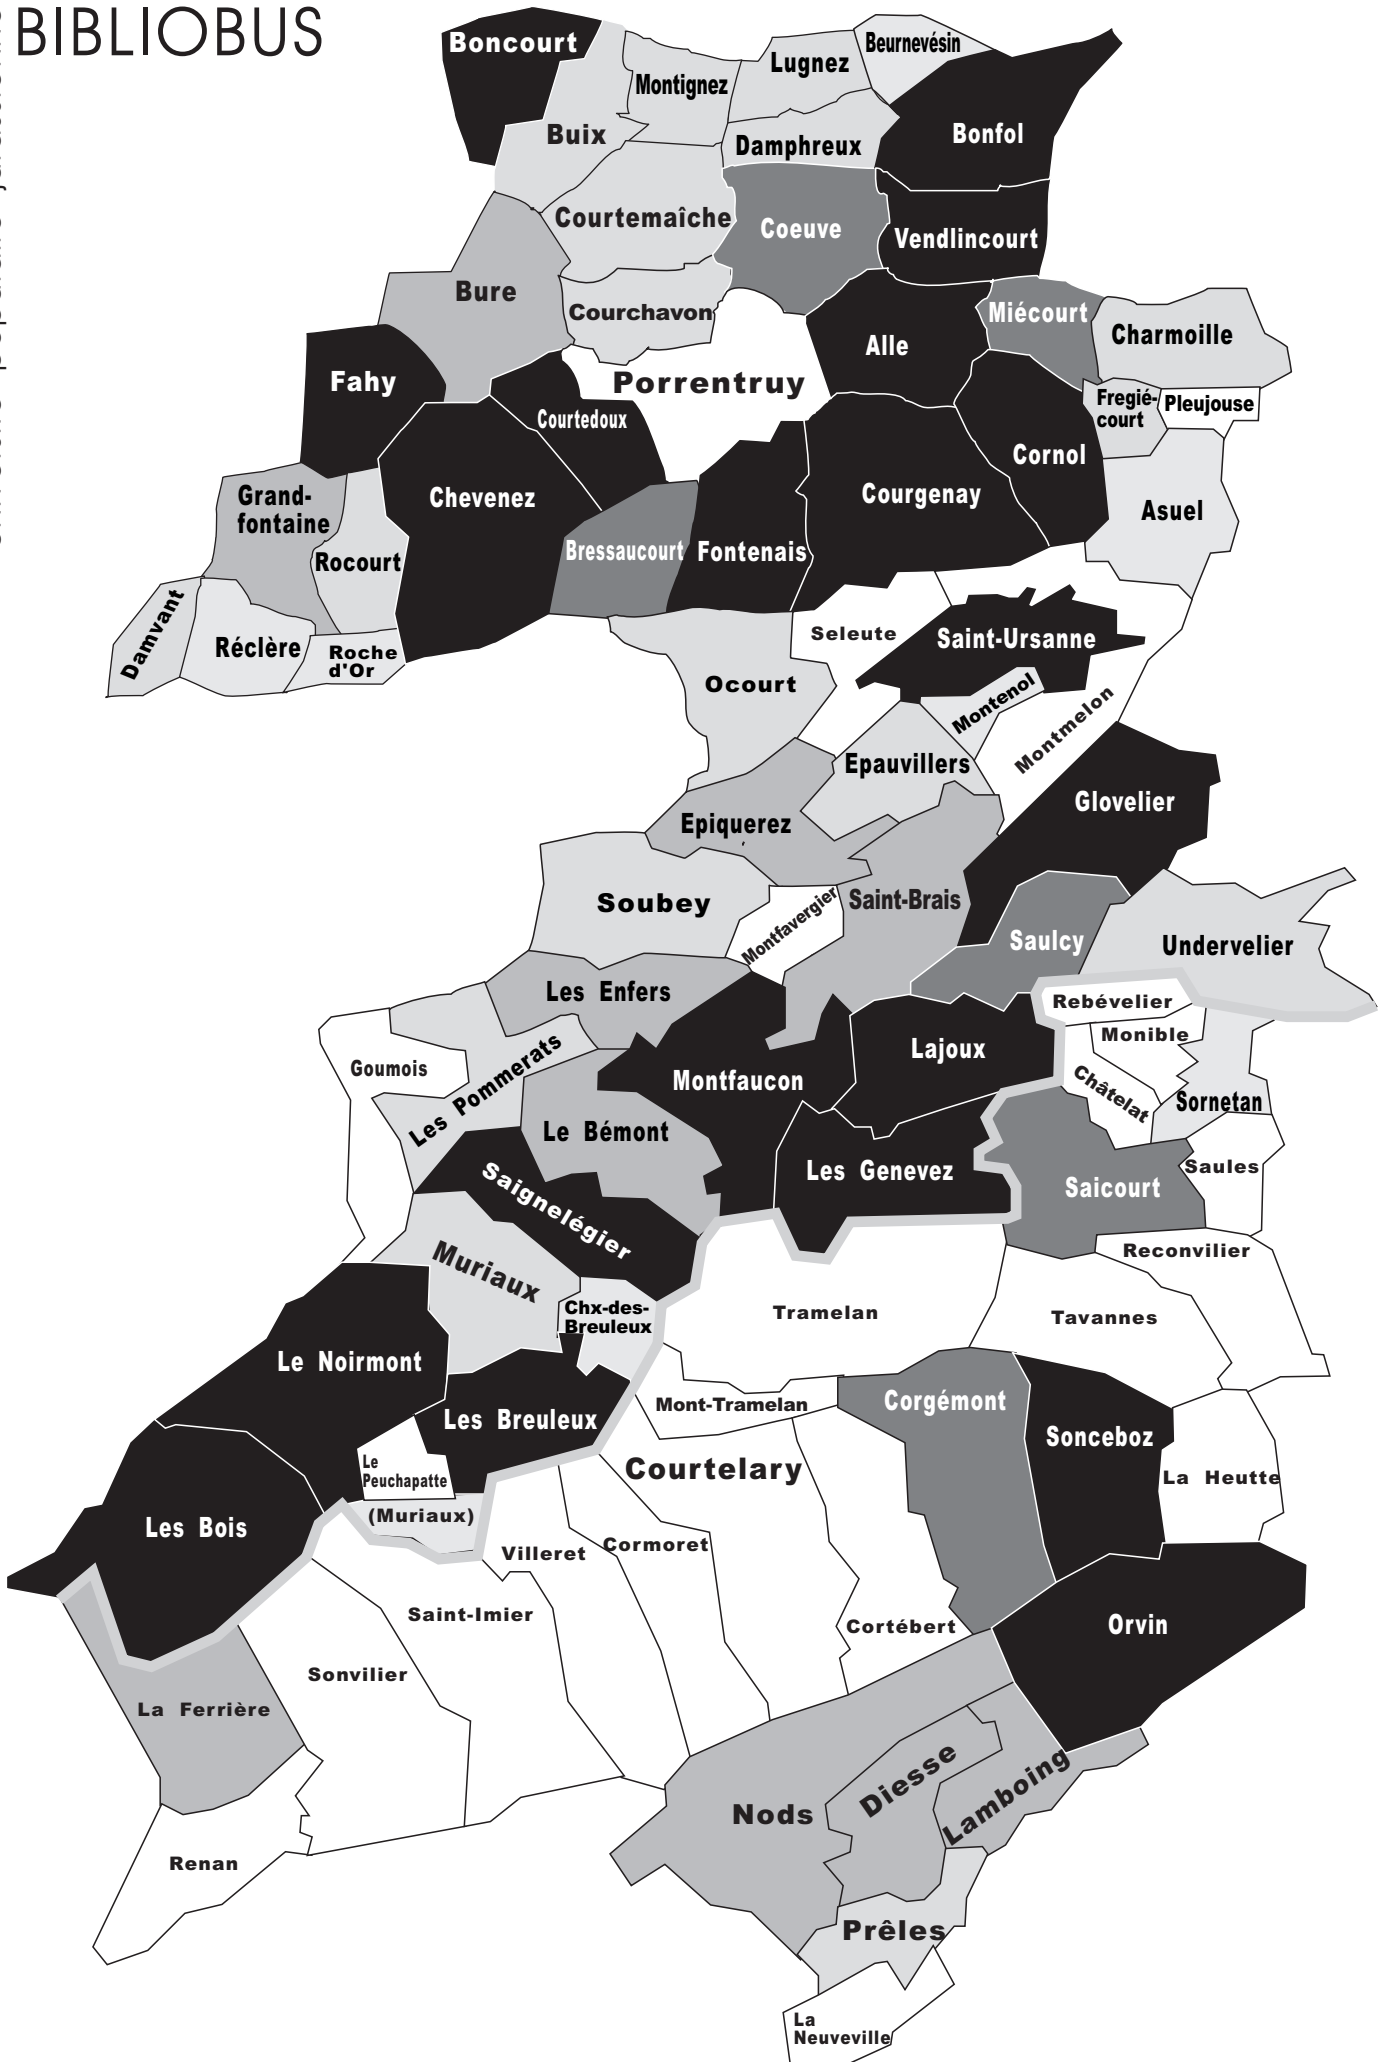 BIBLIOBUS
Boncourt
Beurnevésin
Lugnez
Montignez
Buix
Damphreux
Bonfol
Courtemaîche
Coeuve
Vendlincourt
Bure
Courchavon
Miécourt
Charmoille
Alle
Fahy
Porrentruy
Courtedoux
Fregié-
court
Pleujouse
Cornol
Grand-
fontaine
Chevenez
Courgenay
Asuel
Rocourt
Bressaucourt
Fontenais
Damvant
Réclère
Roche
d'Or
Seleute
Saint-Ursanne
Ocourt
Montenol
Montmelon
Epauvillers
Glovelier
Epiquerez
Soubey
Montfavergier
Saint-Brais
Saulcy
Undervelier
Les Enfers
Rebévelier
Monible
Goumois
Les Pommerats
Lajoux
Montfaucon
Châtelat
Sornetan
Le Bémont
Les Genevez
Saules
Saignelégier
Saicourt
Muriaux
Reconvilier
Chx-des-
Breuleux
Tramelan
Tavannes
Le Noirmont
Les Breuleux
Mont-Tramelan
Corgémont
Sonceboz
Le
Peuchapatte
Courtelary
La Heutte
Les Bois
(Muriaux)
Villeret
Cormoret
Saint-Imier
Cortébert
Orvin
Sonvilier
La Ferrière
Diesse
Lamboing
Nods
Renan
Prêles
La
Neuveville